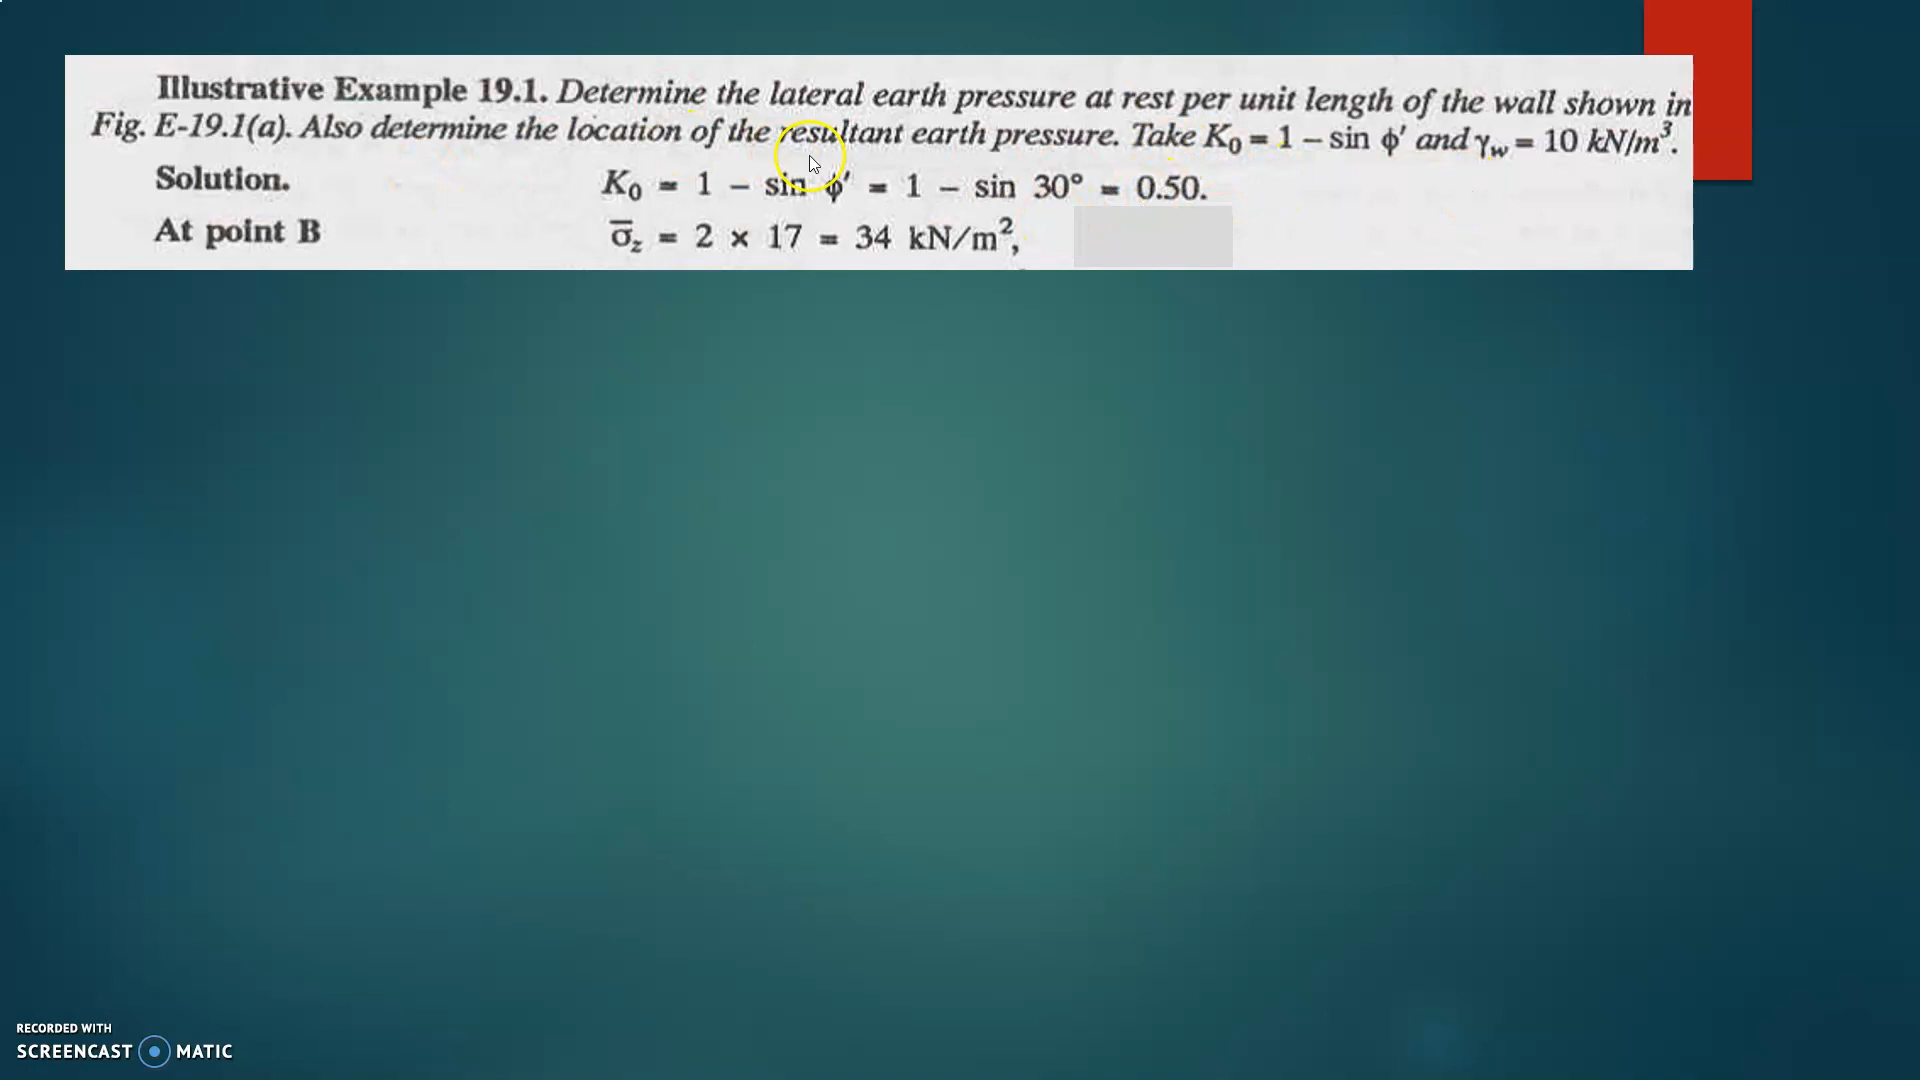 Illustrative Example 19.1. Determine the lateral earth pressure at rest per unit length of the wall shown in
Fig. E-19.1(a). Also determine the location of the resultant earth pressure. Take K₀ = 1 – sin ϕ′ and γw = 10 kN/m³.
Solution. K₀ = 1 – sin ϕ′ = 1 – sin 30° = 0.50.
At point B σ̅z = 2 × 17 = 34 kN/m²,
RECORDED WITH
SCREENCAST MATIC